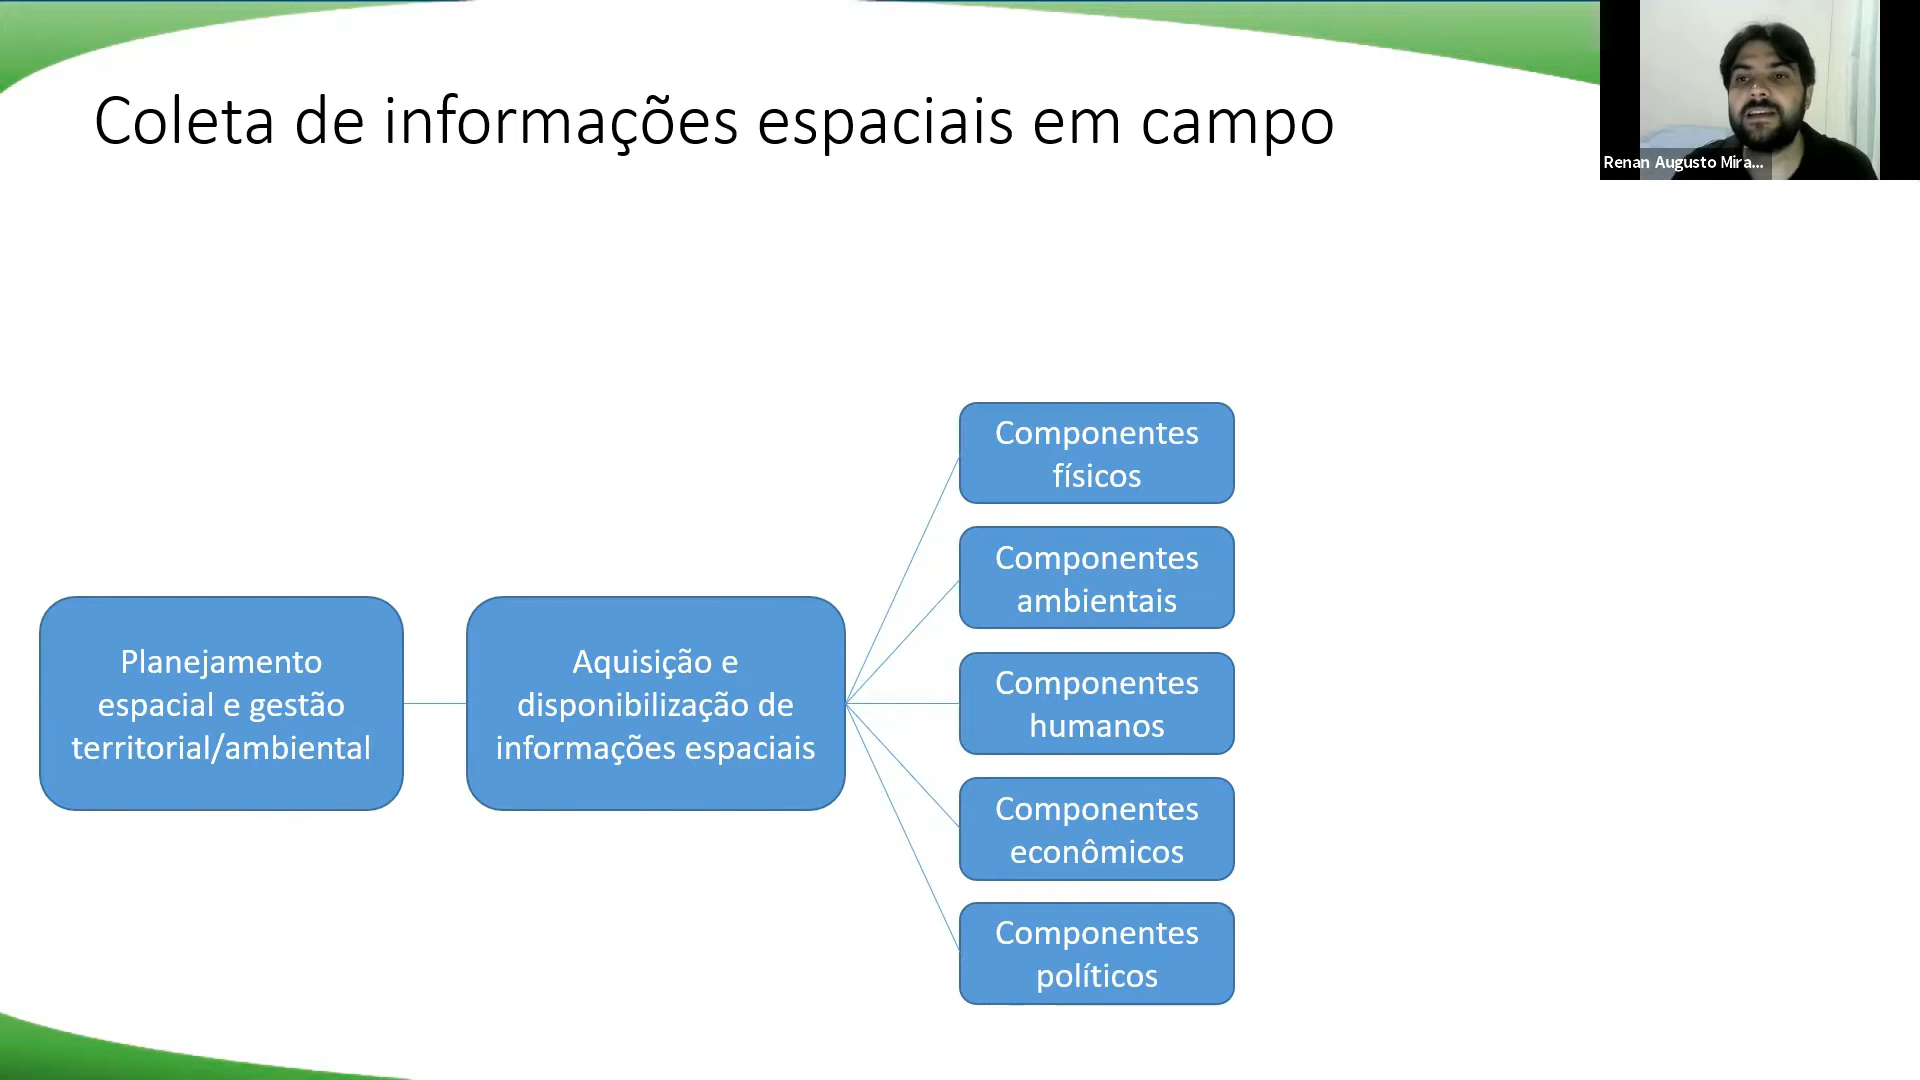 Coleta de informações espaciais em campo
Renan Augusto Mira...
Planejamento
espacial e gestão
territorial/ambiental
Aquisição e
disponibilização de
informações espaciais
Componentes
físicos
Componentes
ambientais
Componentes
humanos
Componentes
econômicos
Componentes
políticos